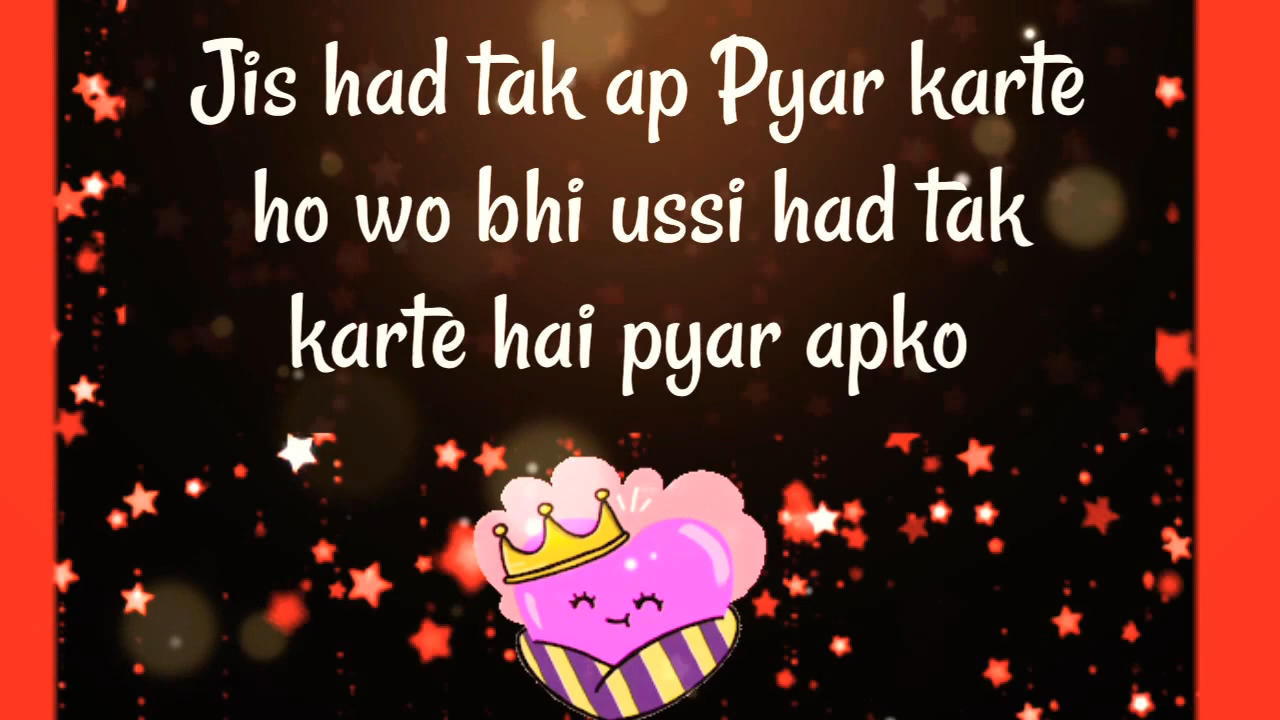 Jis had tak ap Pyar karte
ho wo bhi ussi had tak
karte hai pyar apko